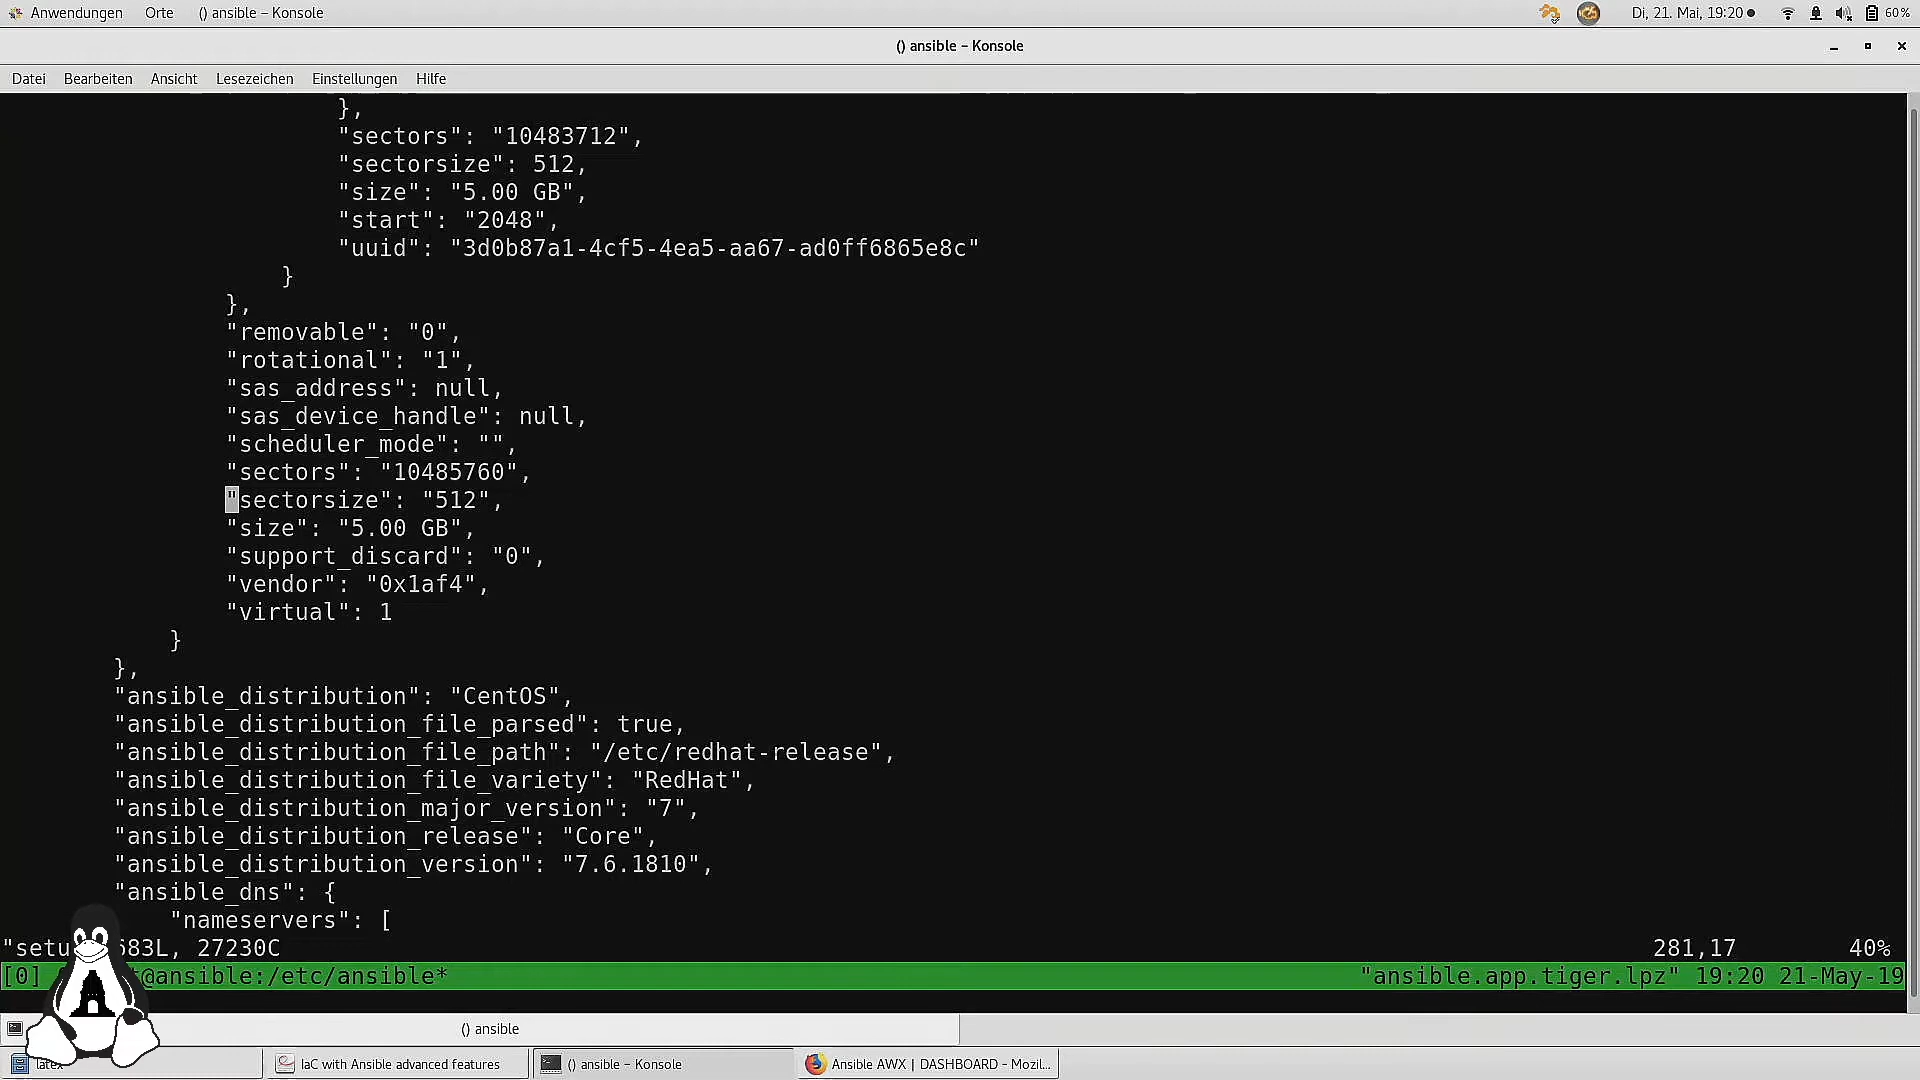 Anwendungen Orte () ansible – Konsole Di, 21. Mai, 19:20 60%
() ansible – Konsole
Datei Bearbeiten Ansicht Lesezeichen Einstellungen Hilfe
},
"sectors": "10483712",
"sectorsize": 512,
"size": "5.00 GB",
"start": "2048",
"uuid": "3d0b87a1-4cf5-4ea5-aa67-ad0ff6865e8c"
}
},
"removable": "0",
"rotational": "1",
"sas_address": null,
"sas_device_handle": null,
"scheduler_mode": "",
"sectors": "10485760",
"sectorsize": "512",
"size": "5.00 GB",
"support_discard": "0",
"vendor": "0x1af4",
"virtual": 1
}
},
"ansible_distribution": "CentOS",
"ansible_distribution_file_parsed": true,
"ansible_distribution_file_path": "/etc/redhat-release",
"ansible_distribution_file_variety": "RedHat",
"ansible_distribution_major_version": "7",
"ansible_distribution_release": "Core",
"ansible_distribution_version": "7.6.1810",
"ansible_dns": {
"nameservers": [
"setu 683L, 27230C 281,17 40%
[0] @ansible:/etc/ansible* "ansible.app.tiger.lpz" 19:20 21-May-19
() ansible
latex IaC with Ansible advanced features () ansible – Konsole Ansible AWX | DASHBOARD - Mozil...